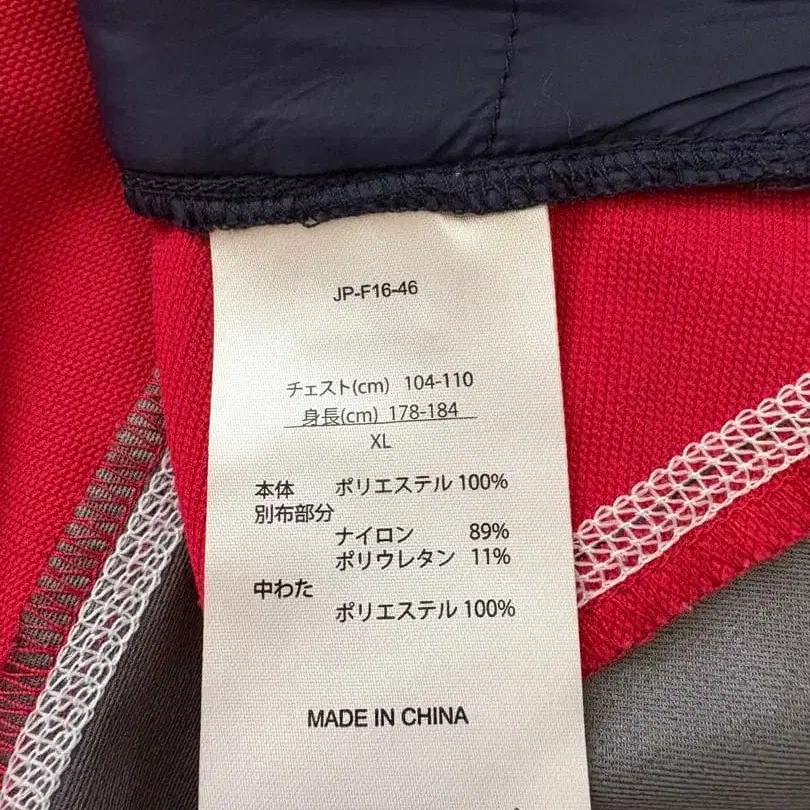 JP-F16-46
チェスト(cm) 104-110
身長(cm) 178-184
XL
本体 ポリエステル 100%
別布部分
ナイロン 89%
ポリウレタン 11%
中わた
ポリエステル 100%
MADE IN CHINA